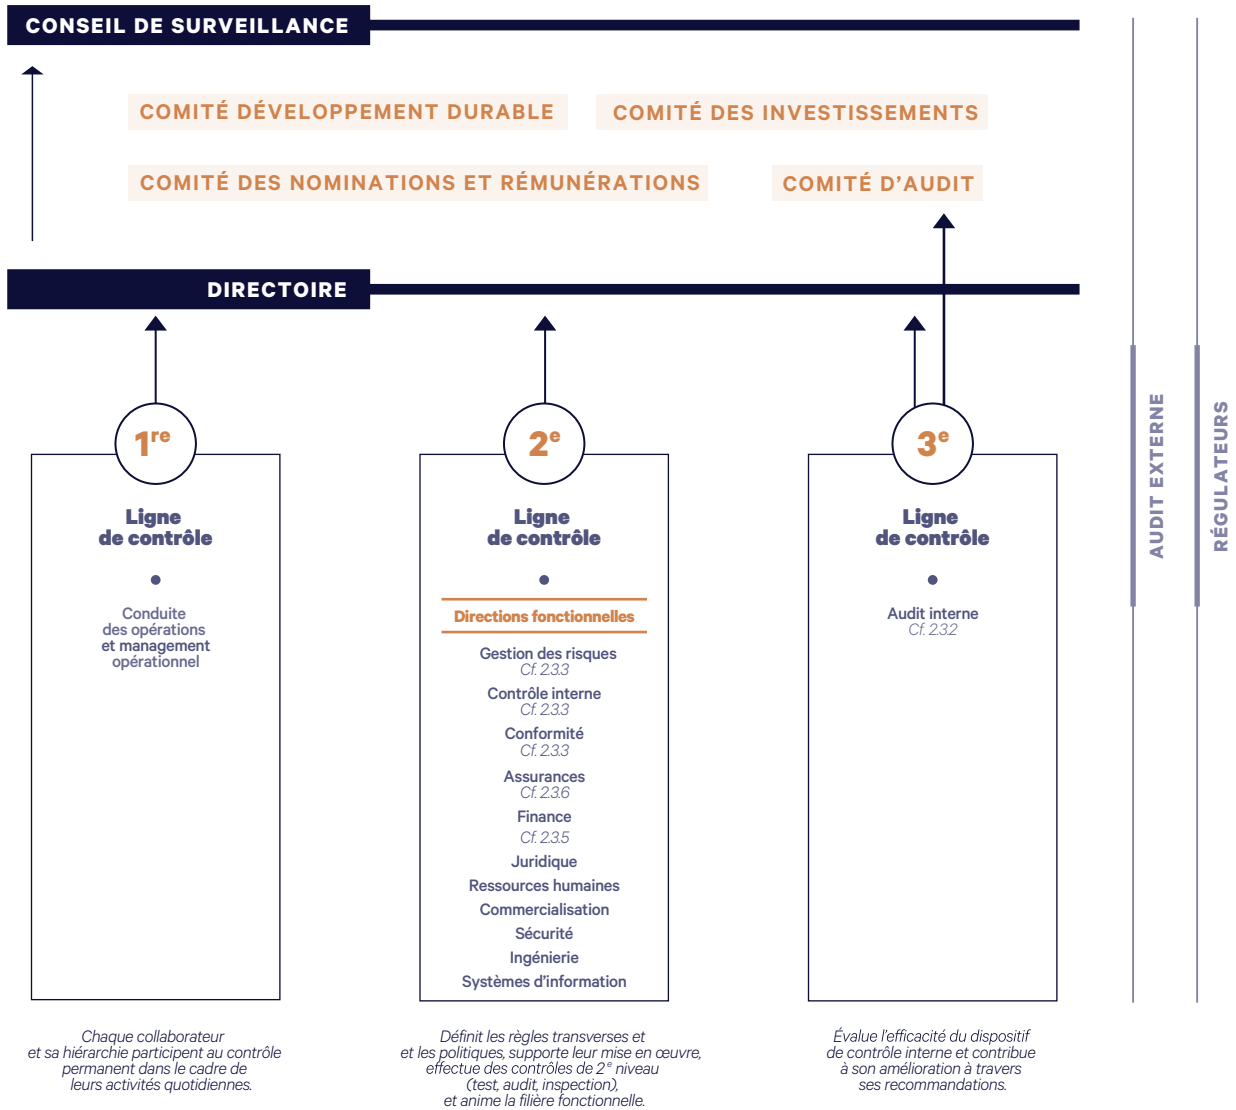 CONSEIL DE SURVEILLANCE
COMITÉ DÉVELOPPEMENT DURABLE
COMITÉ DES INVESTISSEMENTS
COMITÉ DES NOMINATIONS ET RÉMUNÉRATIONS
COMITÉ D’AUDIT
DIRECTOIRE
1re
Ligne
de contrôle
Conduite
des opérations
et management
opérationnel
Chaque collaborateur
et sa hiérarchie participent au contrôle
permanent dans le cadre de
leurs activités quotidiennes.
2e
Ligne
de contrôle
Directions fonctionnelles
Gestion des risques
Cf. 2.3.3
Contrôle interne
Cf. 2.3.3
Conformité
Cf. 2.3.3
Assurances
Cf. 2.3.6
Finance
Cf. 2.3.5
Juridique
Ressources humaines
Commercialisation
Sécurité
Ingénierie
Systèmes d’information
Définit les règles transverses et
et les politiques, supporte leur mise en œuvre,
effectue des contrôles de 2e niveau
(test, audit, inspection),
et anime la filière fonctionnelle.
3e
Ligne
de contrôle
Audit interne
Cf. 2.3.2
Évalue l’efficacité du dispositif
de contrôle interne et contribue
à son amélioration à travers
ses recommandations.
AUDIT EXTERNE
RÉGULATEURS